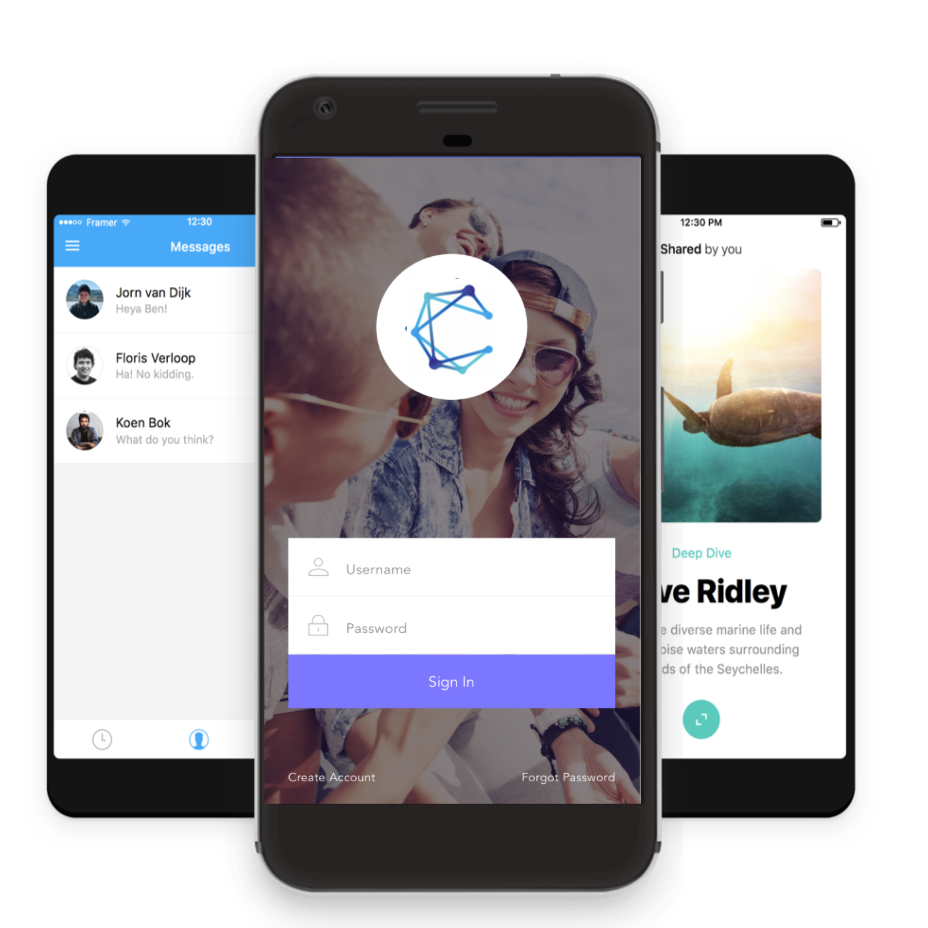 Framer
12:30
Messages
Jorn van Dijk
Heya Ben!
Floris Verloop
Ha! No kidding.
Koen Bok
What do you think?
Username
Password
Sign In
Create Account
Forgot Password
12:30 PM
Shared by you
Deep Dive
ve Ridley
e diverse marine life and
oise waters surrounding
ds of the Seychelles.